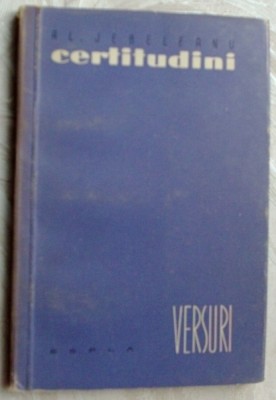 AL. JEBELEANU
certitudini
VERSURI
ESPLA